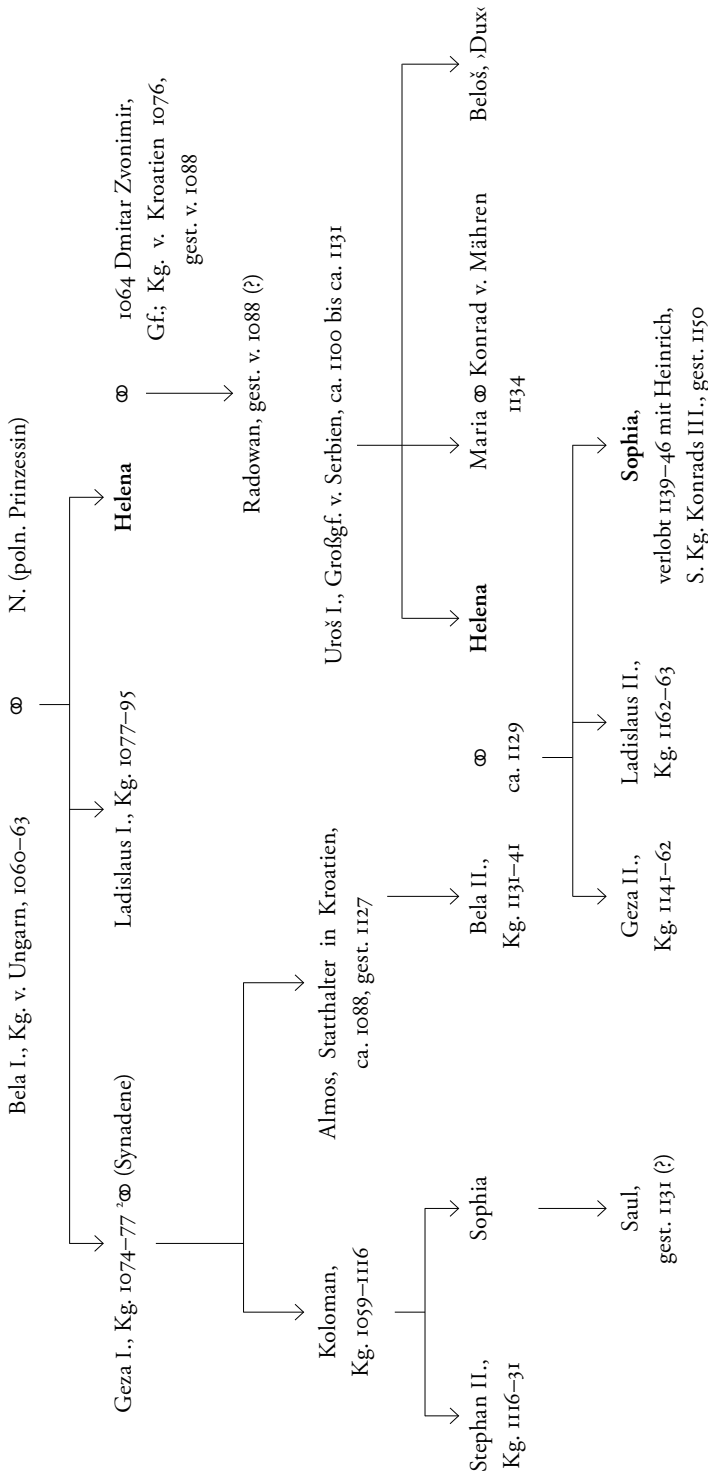 Bela I., Kg. v. Ungarn, 1060–63 ⚭ N. (poln. Prinzessin)
Geza I., Kg. 1074–77 ²⚭ (Synadene)
Ladislaus I., Kg. 1077–95
Helena
⚭
1064 Dmitar Zvonimir,
Gf.; Kg. v. Kroatien 1076,
gest. v. 1088
Radowan, gest. v. 1088 (?)
Koloman,
Kg. 1059–1116
Almos, Statthalter in Kroatien,
ca. 1088, gest. 1127
Uroš I., Großgf. v. Serbien, ca. 1100 bis ca. 1131
Stephan II.,
Kg. 1116–31
Sophia
Bela II.,
Kg. 1131–41
⚭
ca. 1129
Helena
Maria ⚭ Konrad v. Mähren
1134
Beloš, ›Dux‹
Saul,
gest. 1131 (?)
Geza II.,
Kg. 1141–62
Ladislaus II.,
Kg. 1162–63
Sophia,
verlobt 1139–46 mit Heinrich,
S. Kg. Konrads III., gest. 1150